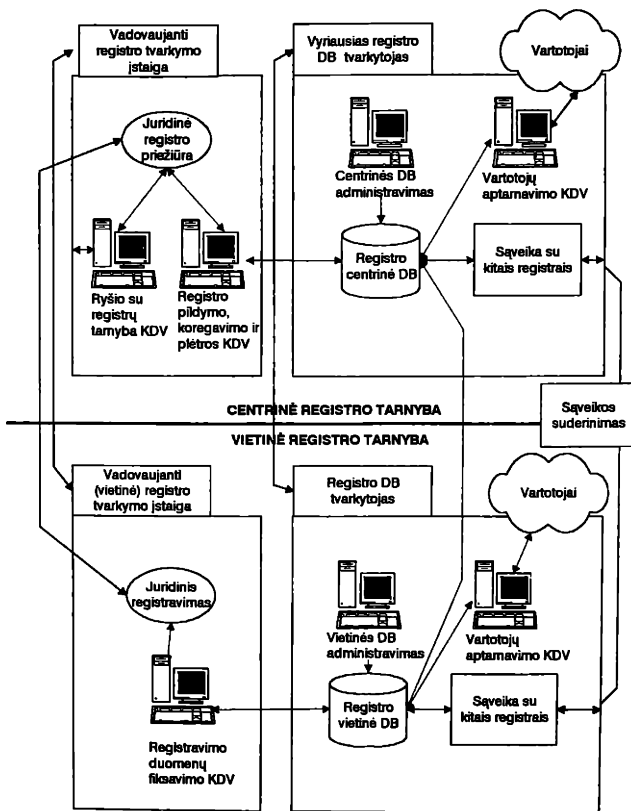 Vadovaujanti
registro tvarkymo
įstaiga
Vyriausias registro
DB tvarkytojas
Vartotojai
Juridinė
registro
priežiūra
Centrinės DB
administravimas
Vartotojų
aptarnavimo KDV
Ryšio su
registrų
tarnyba KDV
Registro
pildymo,
koregavimo ir
plėtros KDV
Registro
centrinė DB
Sąveika su
kitais registrais
CENTRINĖ REGISTRO TARNYBA
VIETINĖ REGISTRO TARNYBA
Sąveikos
suderinimas
Vadovaujanti
(vietinė) registro
tvarkymo įstaiga
Registro DB
tvarkytojas
Vartotojai
Juridinis
registravimas
Vietinės DB
administravimas
Vartotojų
aptarnavimo KDV
Registravimo
duomenų
fiksavimo KDV
Registro
vietinė DB
Sąveika su
kitais registrais